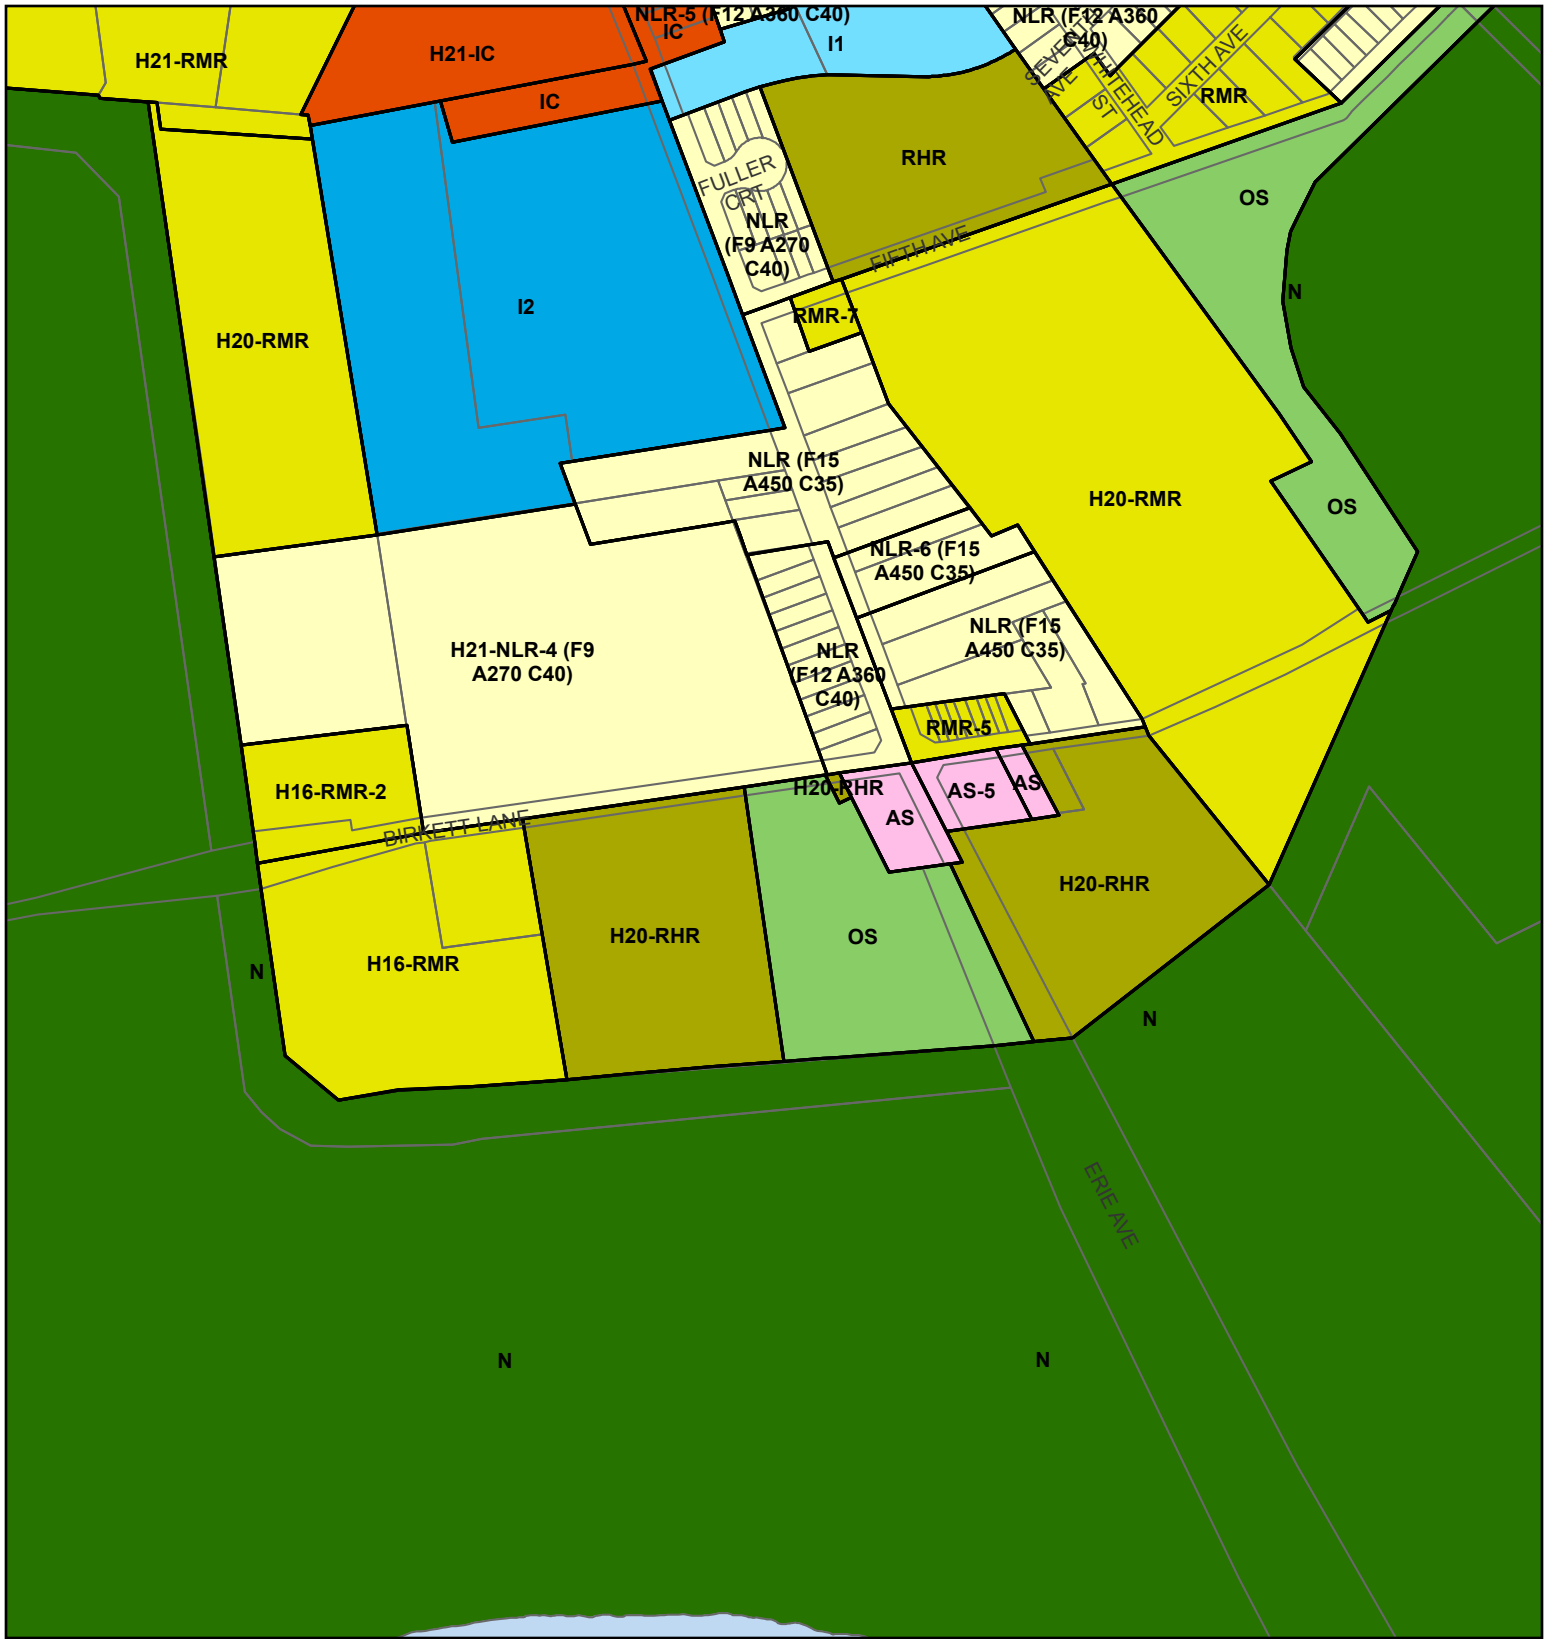 NLR-5 (F12 A360 C40)
IC
I1
NLR (F12 A360
C40)
H21-RMR
H21-IC
IC
AVE
WHITEHEAD
ST
SIXTH AVE
RMR
RHR
FULLER
CRT
NLR
(F9 A270
C40)
OS
FIFTH AVE
N
I2
RMR-7
H20-RMR
NLR (F15
A450 C35)
H20-RMR
OS
NLR-6 (F15
A450 C35)
NLR (F15
A450 C35)
H21-NLR-4 (F9
A270 C40)
NLR
(F12 A360
C40)
RMR-5
H16-RMR-2
H20-RHR
AS-5
AS
AS
BIRKETT LANE
H20-RHR
H20-RHR
OS
H16-RMR
N
N
ERIE AVE
N
N